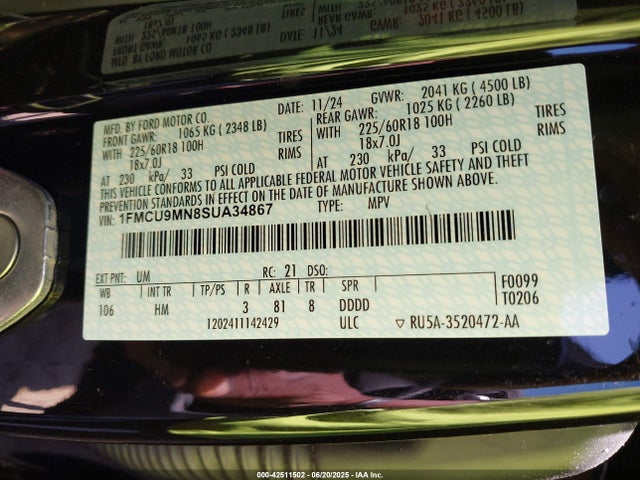 MFD. BY FORD MOTOR CO. DATE: 11/24 GVWR: 2041 KG (4500 LB)
FRONT GAWR: 1065 KG (2348 LB) REAR GAWR: 1025 KG (2260 LB)
WITH 225/60R18 100H TIRES WITH 225/60R18 100H TIRES
18x7.0J RIMS 18x7.0J RIMS
AT 230 kPa/ 33 PSI COLD AT 230 kPa/ 33 PSI COLD
THIS VEHICLE CONFORMS TO ALL APPLICABLE FEDERAL MOTOR VEHICLE SAFETY AND THEFT
PREVENTION STANDARDS IN EFFECT ON THE DATE OF MANUFACTURE SHOWN ABOVE.
VIN: 1FMCU9MN8SUA34867 TYPE: MPV
EXT PNT: UM RC: 21 DSO:
WB INT TR TP/PS R AXLE TR SPR F0099
106 HM 3 81 8 DDDD T0206
1202411142429 ULC ▽ RU5A-3520472-AA
000-42511502 - 06/20/2025 - IAA Inc.